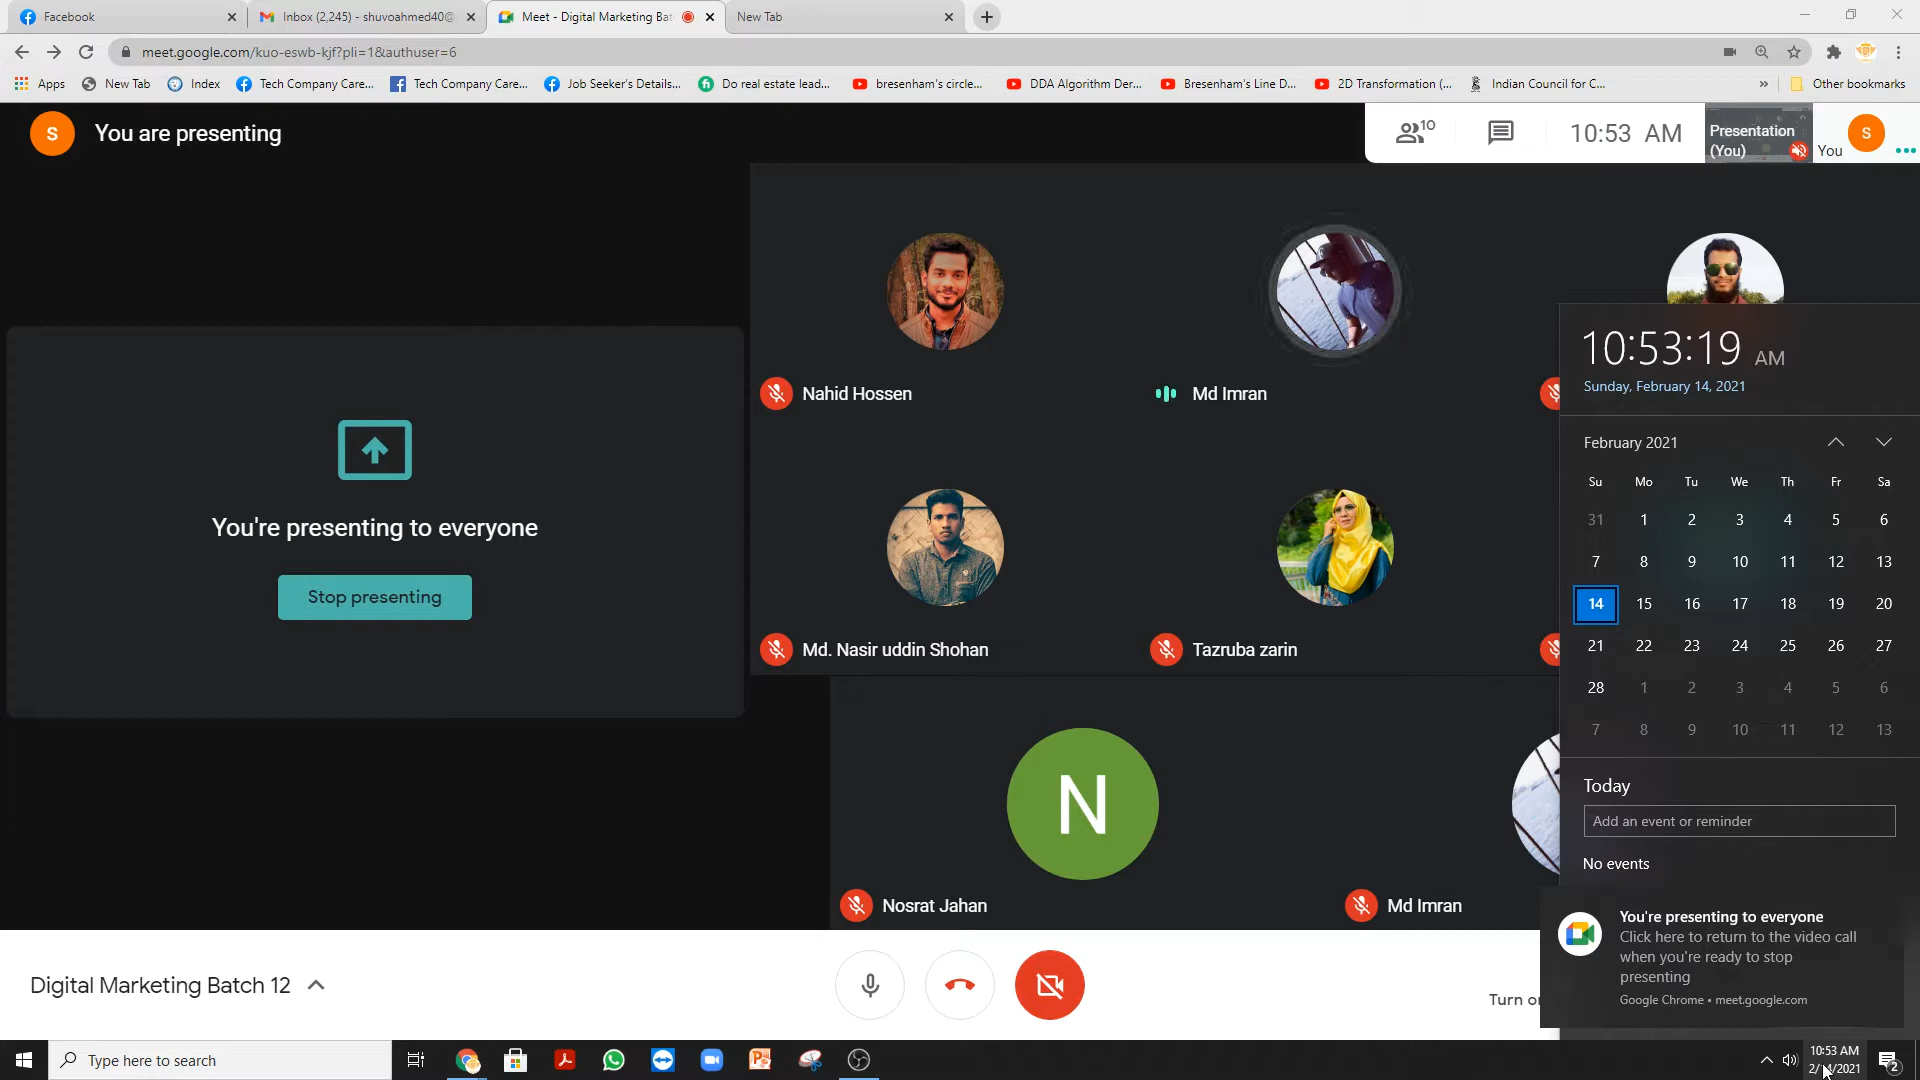 Facebook
Inbox (2,245) - shuvoahmed40@
Meet - Digital Marketing Bat
New Tab
meet.google.com/kuo-eswb-kjf?pli=1&authuser=6
Apps
New Tab
Index
Tech Company Care...
Tech Company Care...
Job Seeker's Details...
Do real estate lead...
bresenham's circle...
DDA Algorithm Der...
Bresenham's Line D...
2D Transformation (...
Indian Council for C...
»
Other bookmarks
S
You are presenting
10
10:53 AM
Presentation
(You)
You
S
Nahid Hossen
Md Imran
10:53:19 AM
Sunday, February 14, 2021
February 2021
Su Mo Tu We Th Fr Sa
31 1 2 3 4 5 6
7 8 9 10 11 12 13
14 15 16 17 18 19 20
21 22 23 24 25 26 27
28 1 2 3 4 5 6
7 8 9 10 11 12 13
Today
Add an event or reminder
No events
You're presenting to everyone
Stop presenting
Md. Nasir uddin Shohan
Tazruba zarin
N
Nosrat Jahan
Md Imran
You're presenting to everyone
Click here to return to the video call
when you're ready to stop
presenting
Google Chrome • meet.google.com
Digital Marketing Batch 12
Turn
Type here to search
10:53 AM
2/14/2021
2